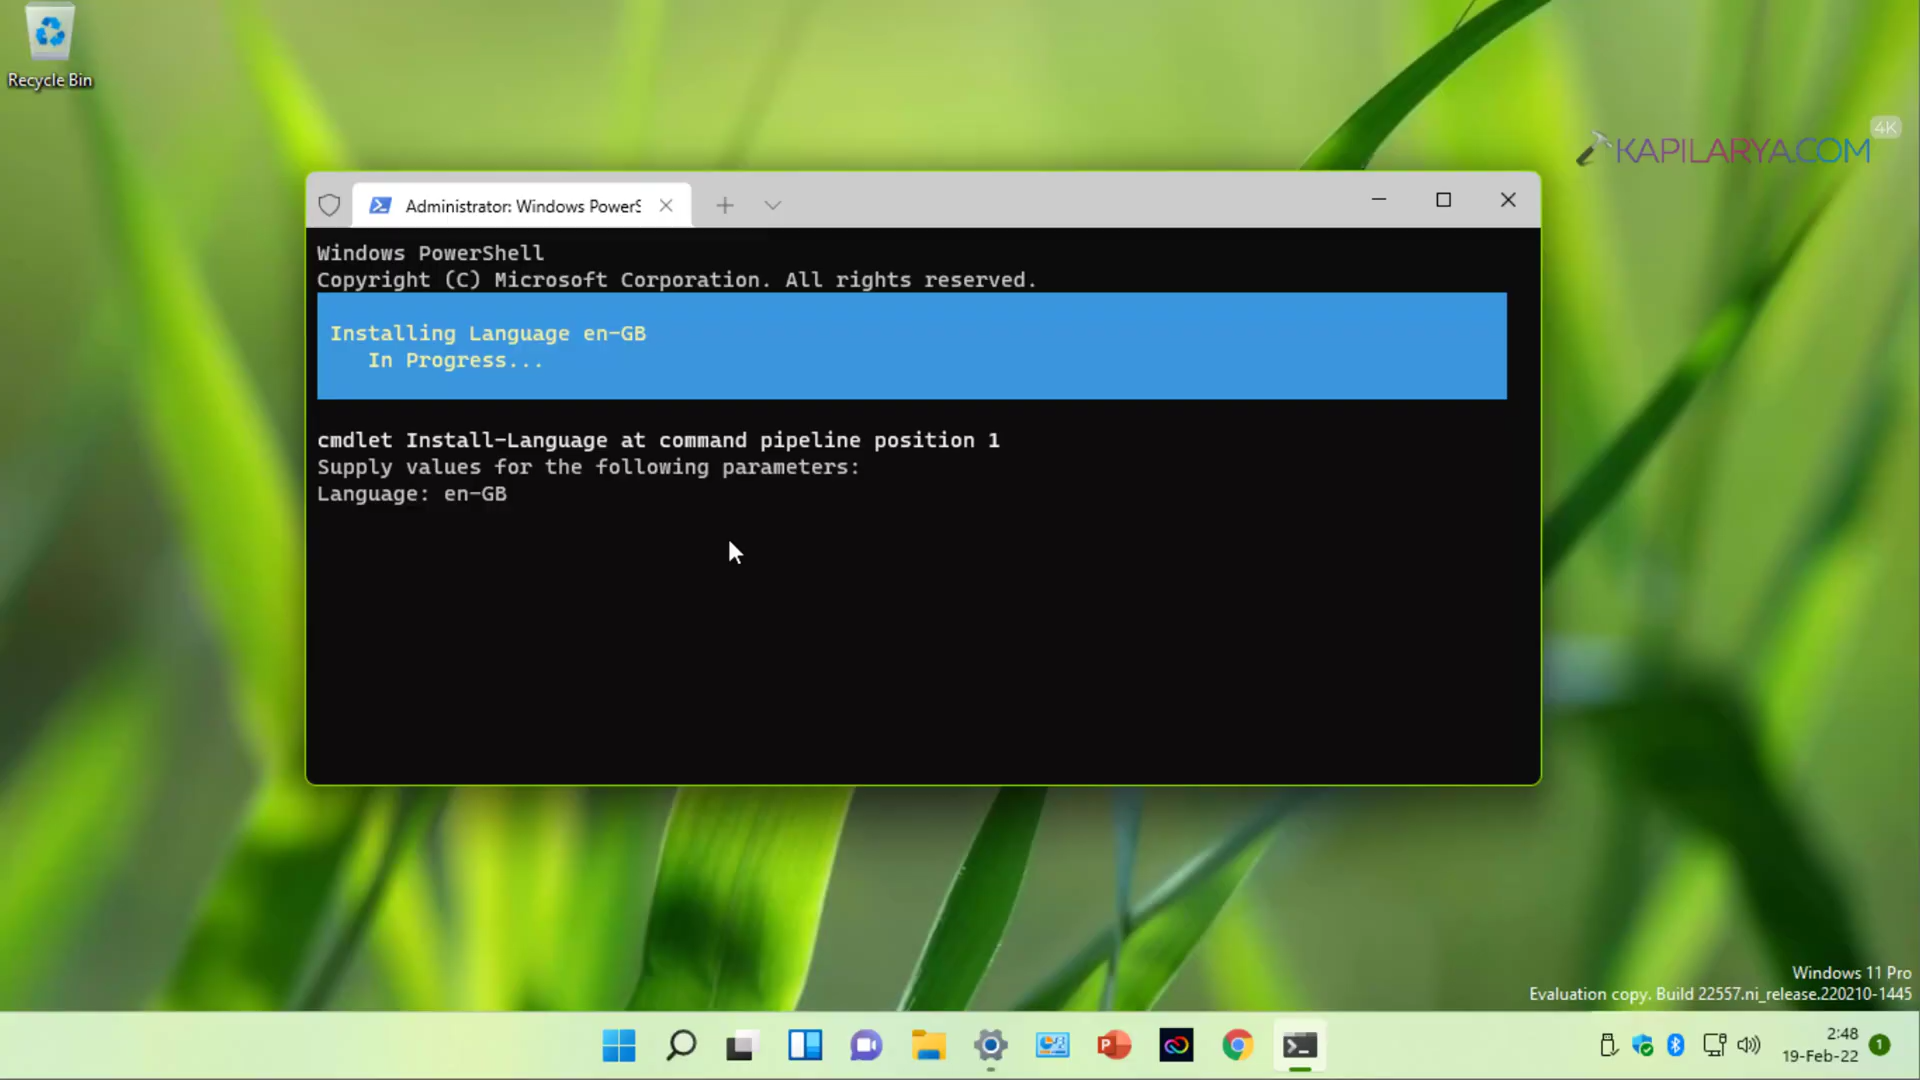 Recycle Bin
4K
KAPILARYA.COM
Administrator: Windows PowerS
Windows PowerShell
Copyright (C) Microsoft Corporation. All rights reserved.
Installing Language en-GB
In Progress...
cmdlet Install-Language at command pipeline position 1
Supply values for the following parameters:
Language: en-GB
Windows 11 Pro
Evaluation copy. Build 22557.ni_release.220210-1445
P
2:48
19-Feb-22
1